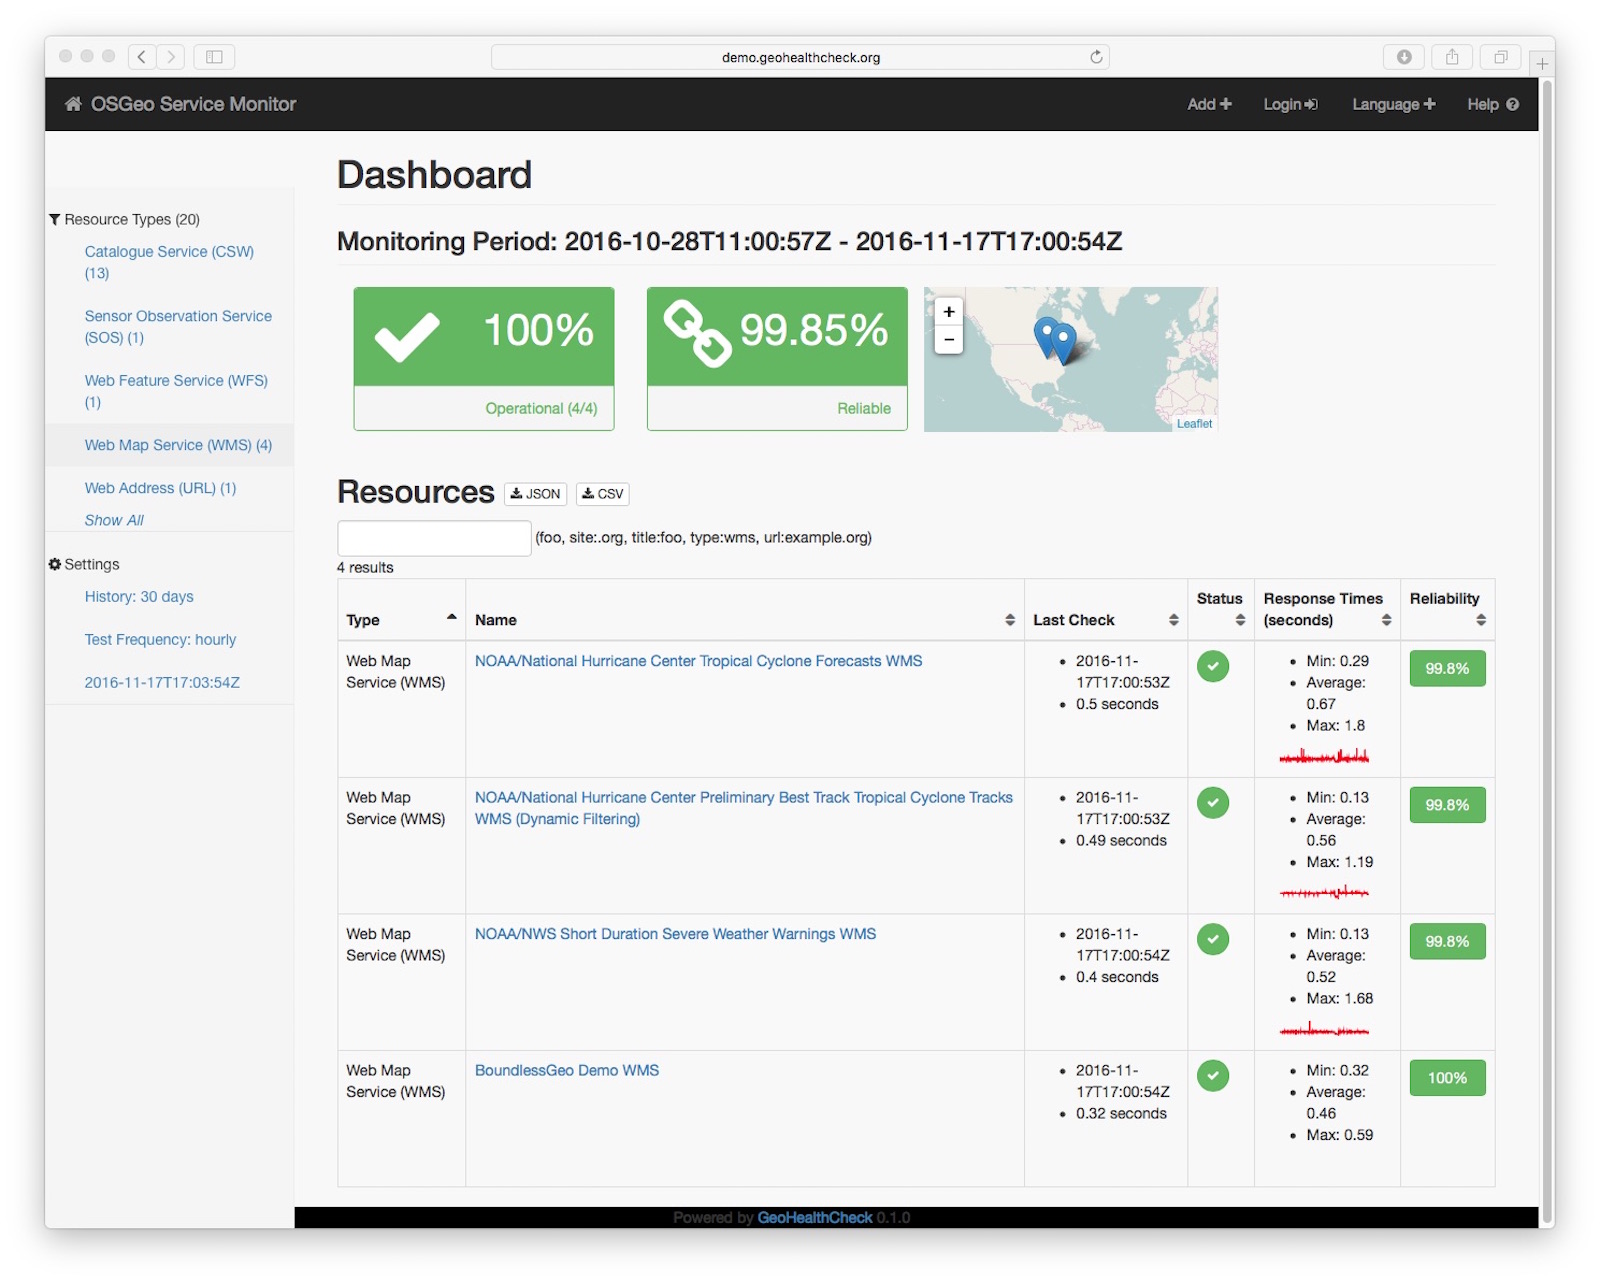 demo.geohealthcheck.org
OSGeo Service Monitor
Add
Login
Language
Help
Resource Types (20)
Catalogue Service (CSW)
(13)
Sensor Observation Service
(SOS) (1)
Web Feature Service (WFS)
(1)
Web Map Service (WMS) (4)
Web Address (URL) (1)
Show All
Settings
History: 30 days
Test Frequency: hourly
2016-11-17T17:03:54Z
Dashboard
Monitoring Period: 2016-10-28T11:00:57Z - 2016-11-17T17:00:54Z
100%
Operational (4/4)
99.85%
Reliable
+
−
Leaflet
Resources
JSON
CSV
(foo, site:.org, title:foo, type:wms, url:example.org)
4 results
Type
Name
Last Check
Status
Response Times
(seconds)
Reliability
Web Map
Service (WMS)
NOAA/National Hurricane Center Tropical Cyclone Forecasts WMS
2016-11-
17T17:00:53Z
0.5 seconds
Min: 0.29
Average:
0.67
Max: 1.8
99.8%
Web Map
Service (WMS)
NOAA/National Hurricane Center Preliminary Best Track Tropical Cyclone Tracks
WMS (Dynamic Filtering)
2016-11-
17T17:00:53Z
0.49 seconds
Min: 0.13
Average:
0.56
Max: 1.19
99.8%
Web Map
Service (WMS)
NOAA/NWS Short Duration Severe Weather Warnings WMS
2016-11-
17T17:00:54Z
0.4 seconds
Min: 0.13
Average:
0.52
Max: 1.68
99.8%
Web Map
Service (WMS)
BoundlessGeo Demo WMS
2016-11-
17T17:00:54Z
0.32 seconds
Min: 0.32
Average:
0.46
Max: 0.59
100%
Powered by GeoHealthCheck 0.1.0